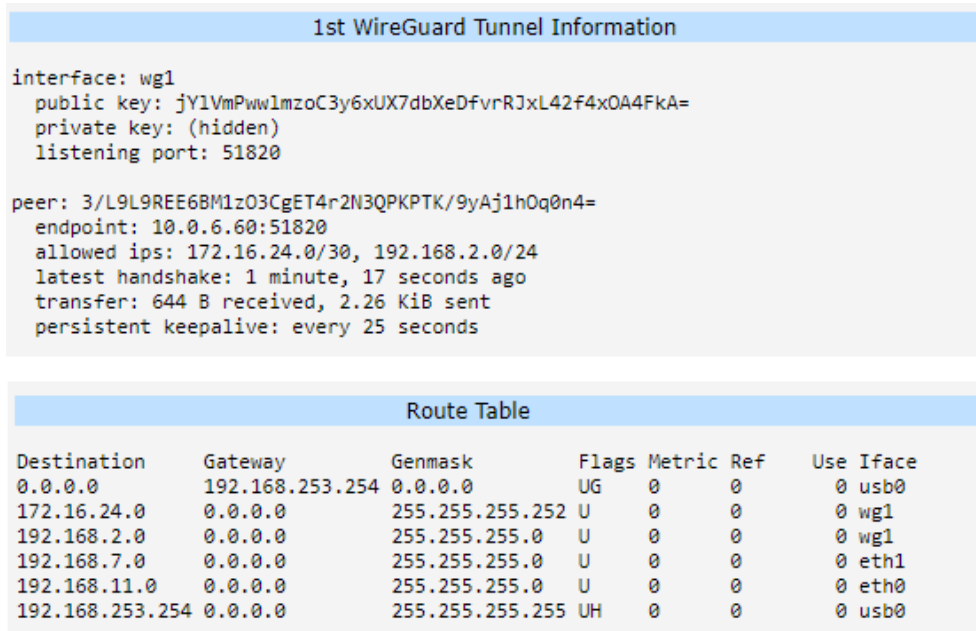 1st WireGuard Tunnel Information
interface: wg1
public key: jYlVmPwwlmzoC3y6xUX7dbXeDfvrRJxL42f4xOA4FkA=
private key: (hidden)
listening port: 51820
peer: 3/L9L9REE6BM1zO3CgET4r2N3QPKPTK/9yAj1hOq0n4=
endpoint: 10.0.6.60:51820
allowed ips: 172.16.24.0/30, 192.168.2.0/24
latest handshake: 1 minute, 17 seconds ago
transfer: 644 B received, 2.26 KiB sent
persistent keepalive: every 25 seconds
Route Table
Destination Gateway Genmask Flags Metric Ref Use Iface
0.0.0.0 192.168.253.254 0.0.0.0 UG 0 0 0 usb0
172.16.24.0 0.0.0.0 255.255.255.252 U 0 0 0 wg1
192.168.2.0 0.0.0.0 255.255.255.0 U 0 0 0 wg1
192.168.7.0 0.0.0.0 255.255.255.0 U 0 0 0 eth1
192.168.11.0 0.0.0.0 255.255.255.0 U 0 0 0 eth0
192.168.253.254 0.0.0.0 255.255.255.255 UH 0 0 0 usb0